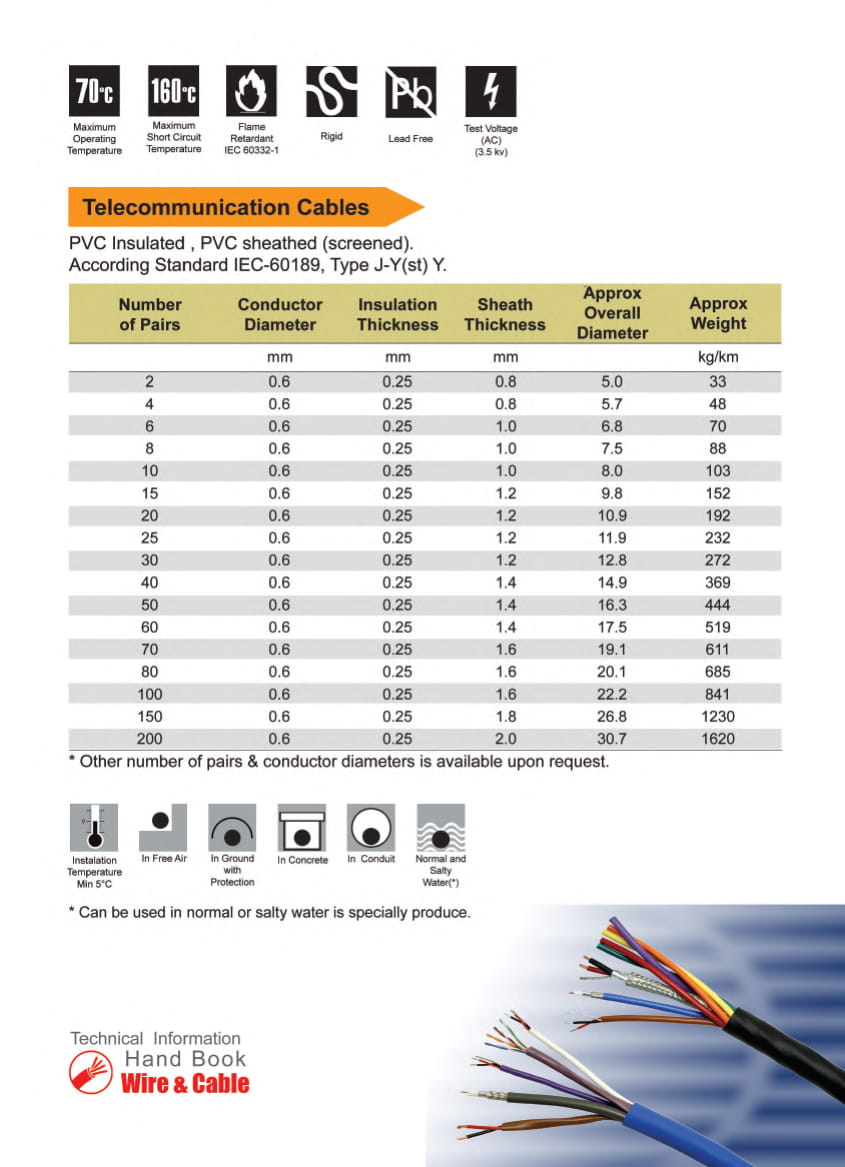 70°C
160°C
Pb
Maximum
Operating
Temperature
Maximum
Short Circuit
Temperature
Flame
Retardant
IEC 60332-1
Rigid
Lead Free
Test Voltage
(AC)
(3.5 kv)
Telecommunication Cables
PVC Insulated , PVC sheathed (screened).
According Standard IEC-60189, Type J-Y(st) Y.
Number of Pairs Conductor Diameter Insulation Thickness Sheath Thickness Approx Overall Diameter Approx Weight
mm mm mm kg/km
2 0.6 0.25 0.8 5.0 33
4 0.6 0.25 0.8 5.7 48
6 0.6 0.25 1.0 6.8 70
8 0.6 0.25 1.0 7.5 88
10 0.6 0.25 1.0 8.0 103
15 0.6 0.25 1.2 9.8 152
20 0.6 0.25 1.2 10.9 192
25 0.6 0.25 1.2 11.9 232
30 0.6 0.25 1.2 12.8 272
40 0.6 0.25 1.4 14.9 369
50 0.6 0.25 1.4 16.3 444
60 0.6 0.25 1.4 17.5 519
70 0.6 0.25 1.6 19.1 611
80 0.6 0.25 1.6 20.1 685
100 0.6 0.25 1.6 22.2 841
150 0.6 0.25 1.8 26.8 1230
200 0.6 0.25 2.0 30.7 1620
* Other number of pairs & conductor diameters is available upon request.
0
Instalation
Temperature
Min 5°C
In Free Air
In Ground
with
Protection
In Concrete
In Conduit
Normal and
Salty
Water(*)
* Can be used in normal or salty water is specially produce.
Technical Information
Hand Book
Wire & Cable